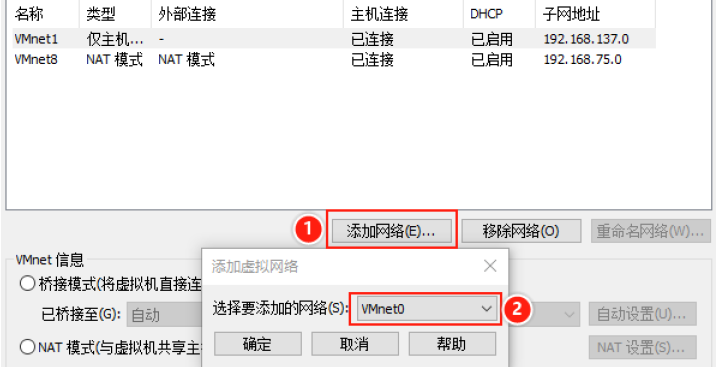 名称 类型 外部连接 主机连接 DHCP 子网地址
VMnet1 仅主机... - 已连接 已启用 192.168.137.0
VMnet8 NAT 模式 NAT 模式 已连接 已启用 192.168.75.0
1 添加网络(E)... 移除网络(O) 重命名网络(W)...
VMnet 信息
添加虚拟网络
桥接模式(将虚拟机直接连
选择要添加的网络(S): VMnet0 2
已桥接至(G): 自动 自动设置(U)...
确定 取消 帮助
NAT 模式(与虚拟机共享主 NAT 设置(S)...